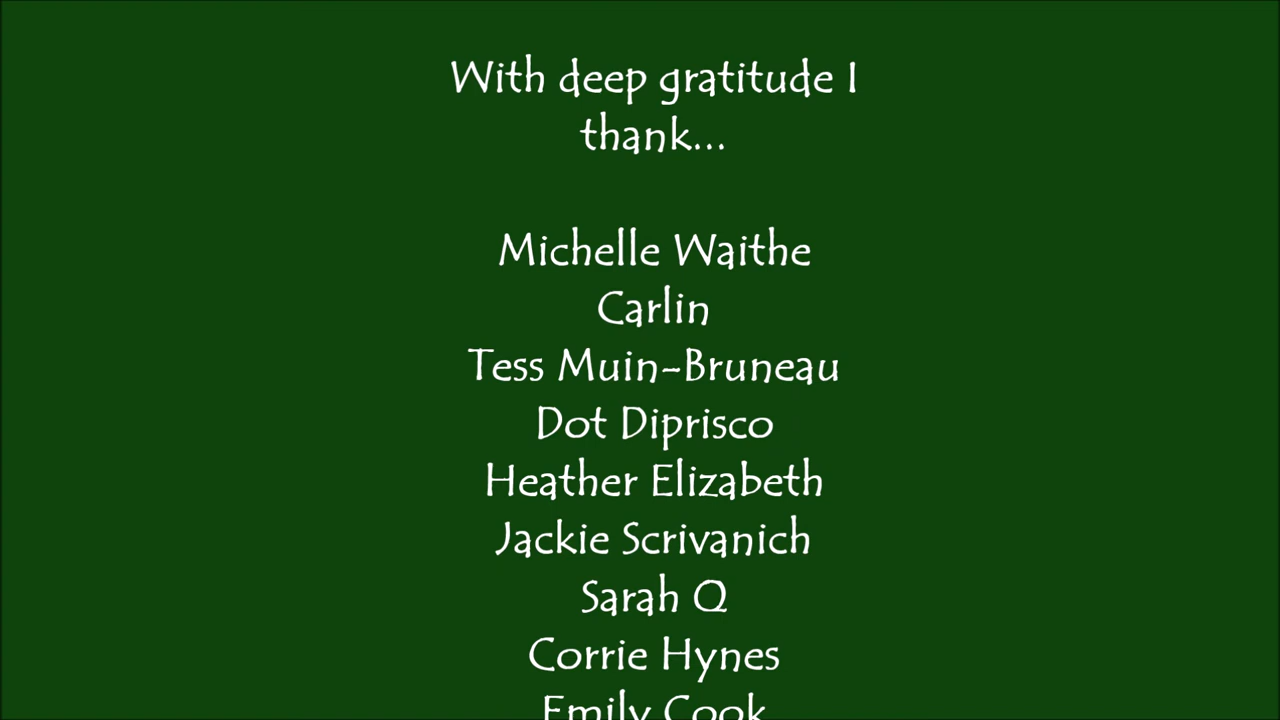 With deep gratitude I
thank...
Michelle Waithe
Carlin
Tess Muin-Bruneau
Dot Diprisco
Heather Elizabeth
Jackie Scrivanich
Sarah Q
Corrie Hynes
Emily Cook